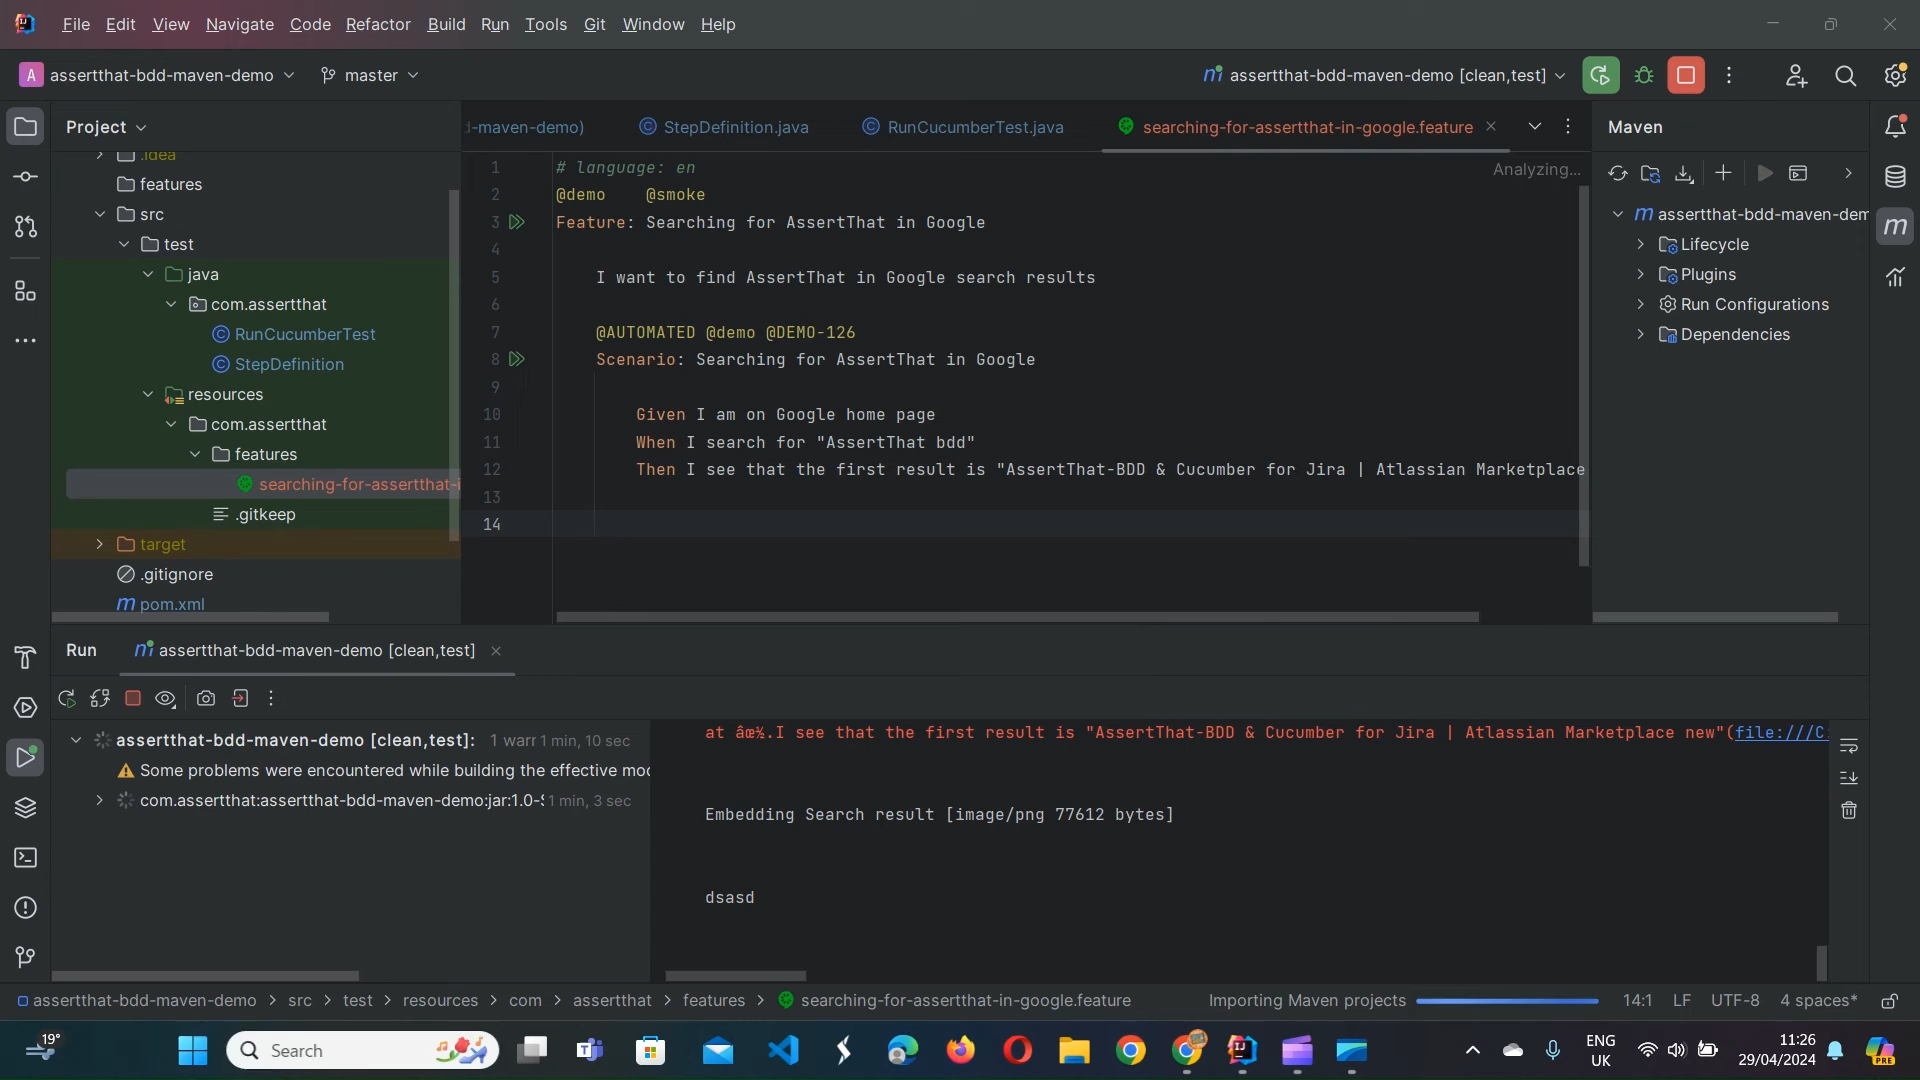 File Edit View Navigate Code Refactor Build Run Tools Git Window Help
A assertthat-bdd-maven-demo master
assertthat-bdd-maven-demo [clean,test]
Project
.idea
features
src
test
java
com.assertthat
RunCucumberTest
StepDefinition
resources
com.assertthat
features
searching-for-assertthat-
.gitkeep
target
.gitignore
pom.xml
-maven-demo) StepDefinition.java RunCucumberTest.java searching-for-assertthat-in-google.feature
Analyzing...
1 # language: en
2 @demo @smoke
3 Feature: Searching for AssertThat in Google
4
5 I want to find AssertThat in Google search results
6
7 @AUTOMATED @demo @DEMO-126
8 Scenario: Searching for AssertThat in Google
9
10 Given I am on Google home page
11 When I search for "AssertThat bdd"
12 Then I see that the first result is "AssertThat-BDD & Cucumber for Jira | Atlassian Marketplace
13
14
Maven
assertthat-bdd-maven-dem
Lifecycle
Plugins
Run Configurations
Dependencies
Run assertthat-bdd-maven-demo [clean,test]
assertthat-bdd-maven-demo [clean,test]: 1 warr 1 min, 10 sec
Some problems were encountered while building the effective mod
com.assertthat:assertthat-bdd-maven-demo:jar:1.0-S 1 min, 3 sec
at âœ½.I see that the first result is "AssertThat-BDD & Cucumber for Jira | Atlassian Marketplace new"(file:///C:
Embedding Search result [image/png 77612 bytes]
dsasd
assertthat-bdd-maven-demo > src > test > resources > com > assertthat > features > searching-for-assertthat-in-google.feature
Importing Maven projects 14:1 LF UTF-8 4 spaces*
19°
Search
ENG
UK
11:26
29/04/2024
PRE